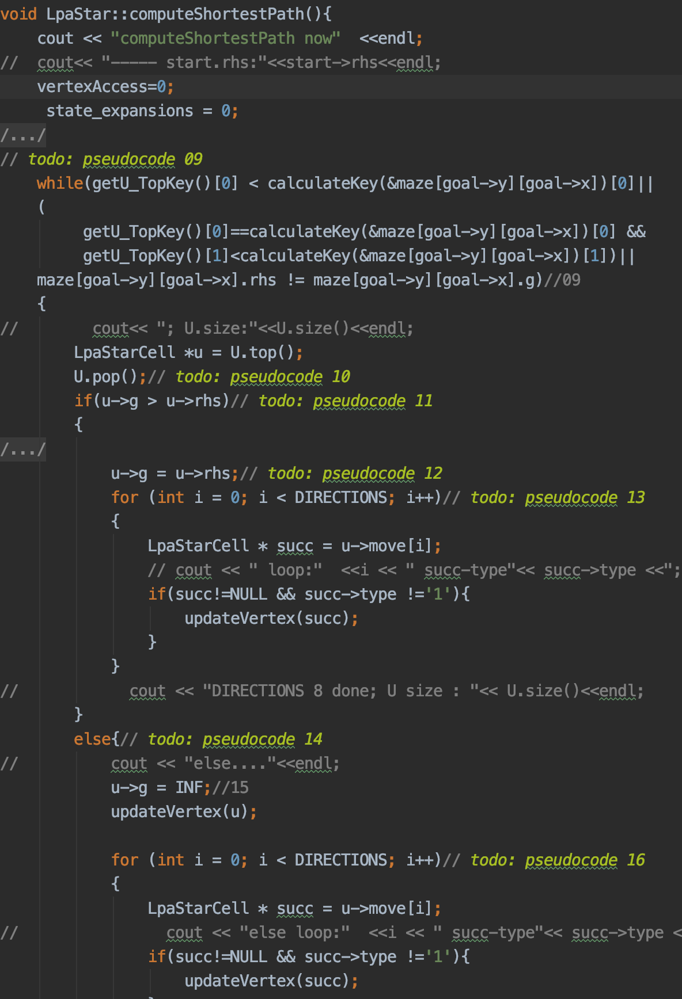 void LpaStar::computeShortestPath(){
    cout << "computeShortestPath now"  <<endl;
//  cout<< "----- start.rhs:"<<start->rhs<<endl;
    vertexAccess=0;
     state_expansions = 0;
/.../
// todo: pseudocode 09
    while(getU_TopKey()[0] < calculateKey(&maze[goal->y][goal->x])[0]||
    (
         getU_TopKey()[0]==calculateKey(&maze[goal->y][goal->x])[0] &&
         getU_TopKey()[1]<calculateKey(&maze[goal->y][goal->x])[1])||
    maze[goal->y][goal->x].rhs != maze[goal->y][goal->x].g)//09
    {
//        cout<< "; U.size:"<<U.size()<<endl;
        LpaStarCell *u = U.top();
        U.pop();// todo: pseudocode 10
        if(u->g > u->rhs)// todo: pseudocode 11
        {
/.../
            u->g = u->rhs;// todo: pseudocode 12
            for (int i = 0; i < DIRECTIONS; i++)// todo: pseudocode 13
            {
                LpaStarCell * succ = u->move[i];
                // cout << " loop:"  <<i << " succ-type"<< succ->type <<";
                if(succ!=NULL && succ->type !='1'){
                    updateVertex(succ);
                }
            }
//            cout << "DIRECTIONS 8 done; U size : "<< U.size()<<endl;
        }
        else{// todo: pseudocode 14
//          cout << "else...."<<endl;
            u->g = INF;//15
            updateVertex(u);
            for (int i = 0; i < DIRECTIONS; i++)// todo: pseudocode 16
            {
                LpaStarCell * succ = u->move[i];
//                cout << "else loop:"  <<i << " succ-type"<< succ->type <
                if(succ!=NULL && succ->type !='1'){
                    updateVertex(succ);